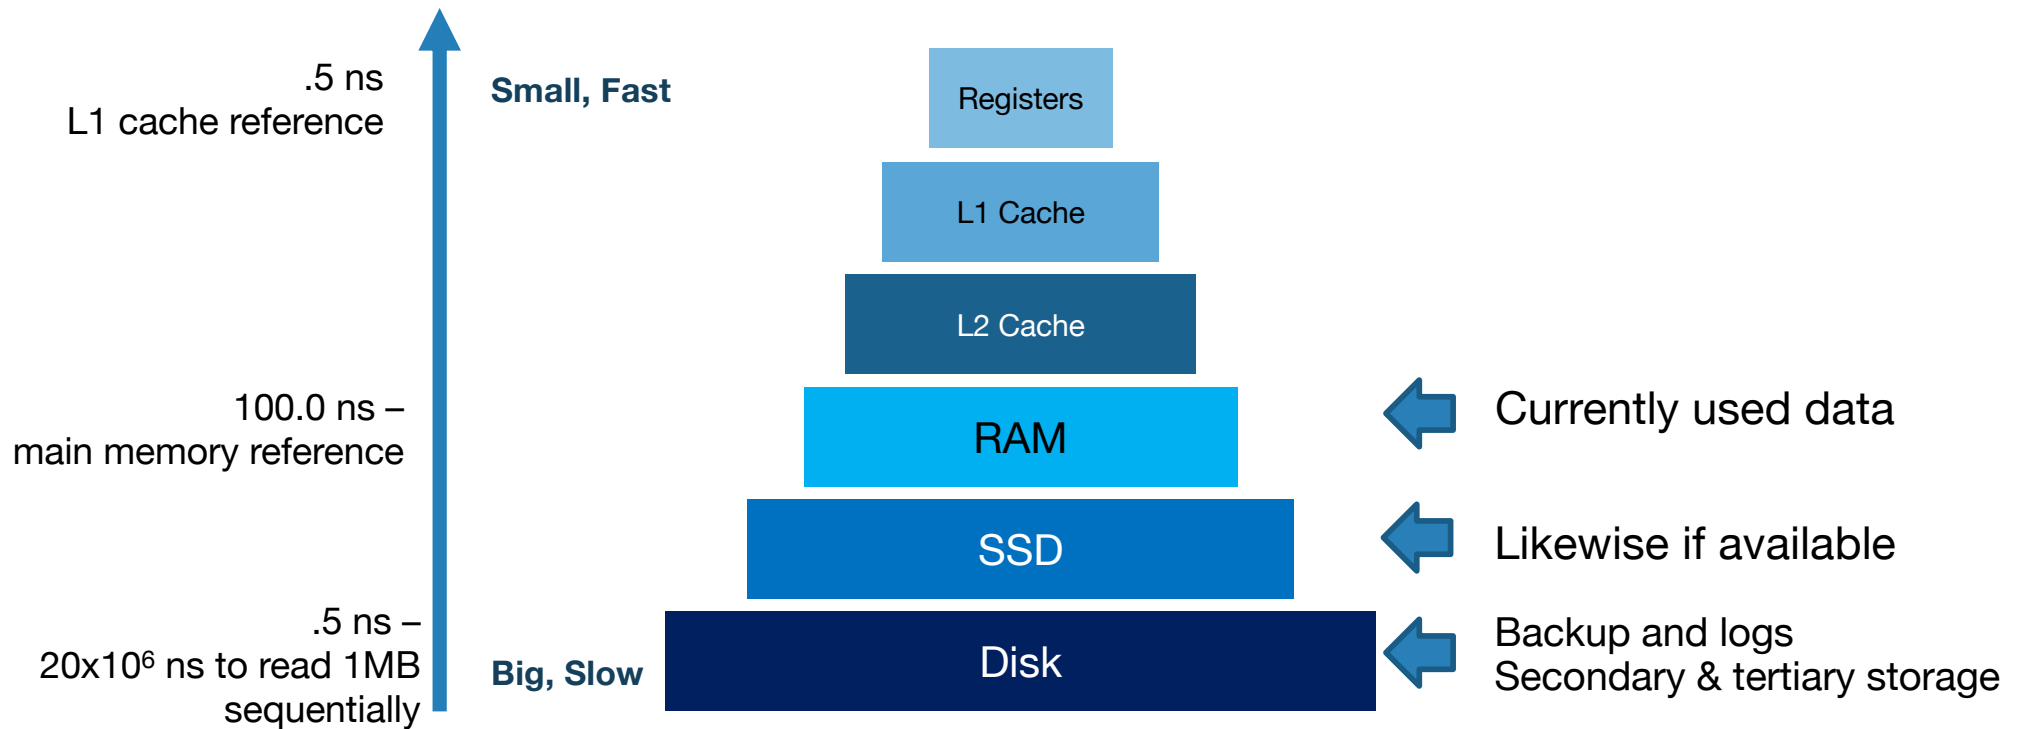 .5 ns
L1 cache reference
Small, Fast
Registers
L1 Cache
L2 Cache
100.0 ns –
main memory reference
RAM
Currently used data
SSD
Likewise if available
.5 ns –
20x10⁶ ns to read 1MB
sequentially
Big, Slow
Disk
Backup and logs
Secondary & tertiary storage